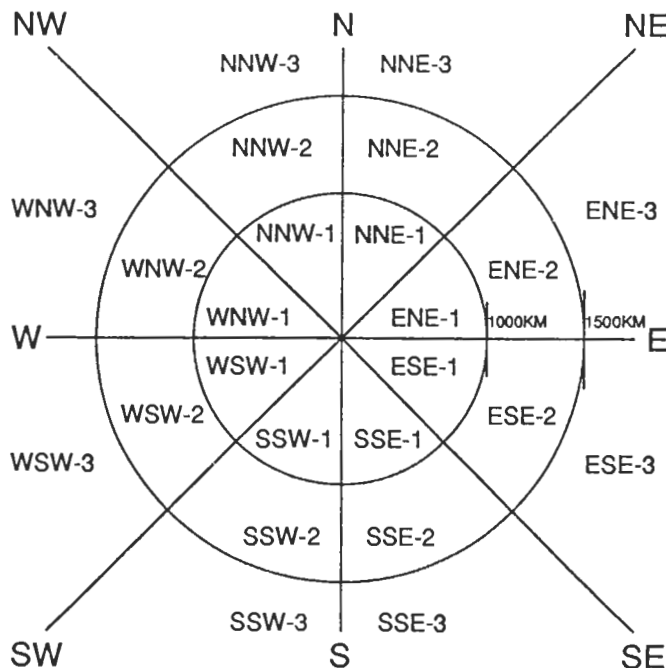 NW N NE
NNW-3 NNE-3
NNW-2 NNE-2
WNW-3 ENE-3
NNW-1 NNE-1
WNW-2 ENE-2
WNW-1 ENE-1 1000KM 1500KM
W E
WSW-1 ESE-1
WSW-2 ESE-2
SSW-1 SSE-1
WSW-3 ESE-3
SSW-2 SSE-2
SSW-3 SSE-3
SW S SE